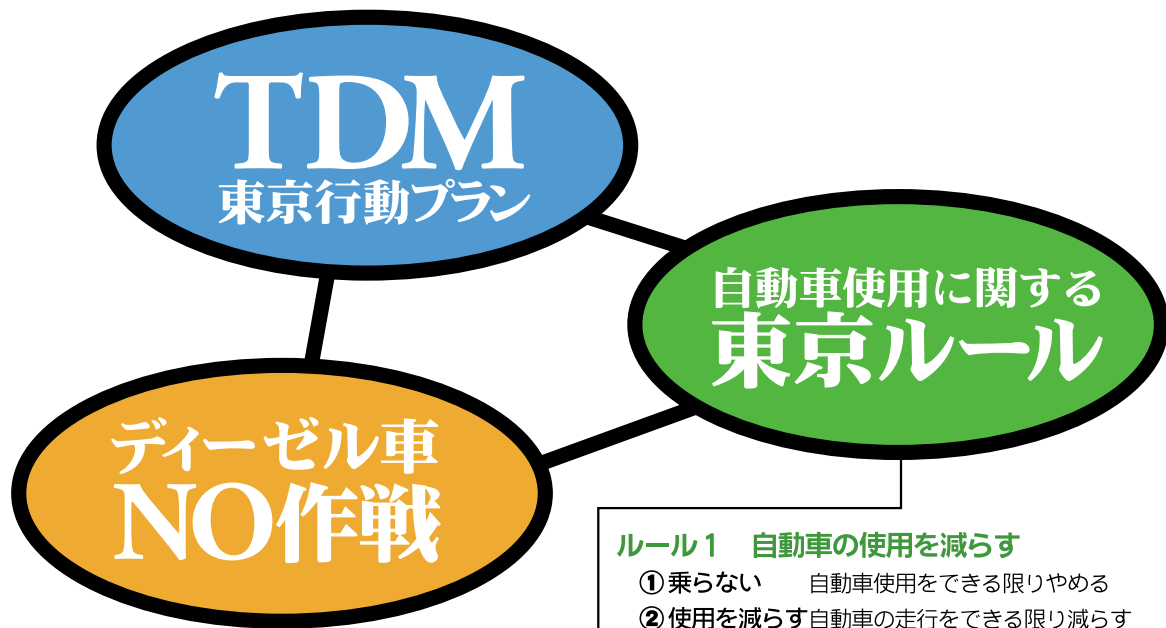 TDM
東京行動プラン
自動車使用に関する
東京ルール
ディーゼル車
NO作戦
ルール1 自動車の使用を減らす
①乗らない 自動車使用をできる限りやめる
②使用を減らす 自動車の走行をできる限り減らす